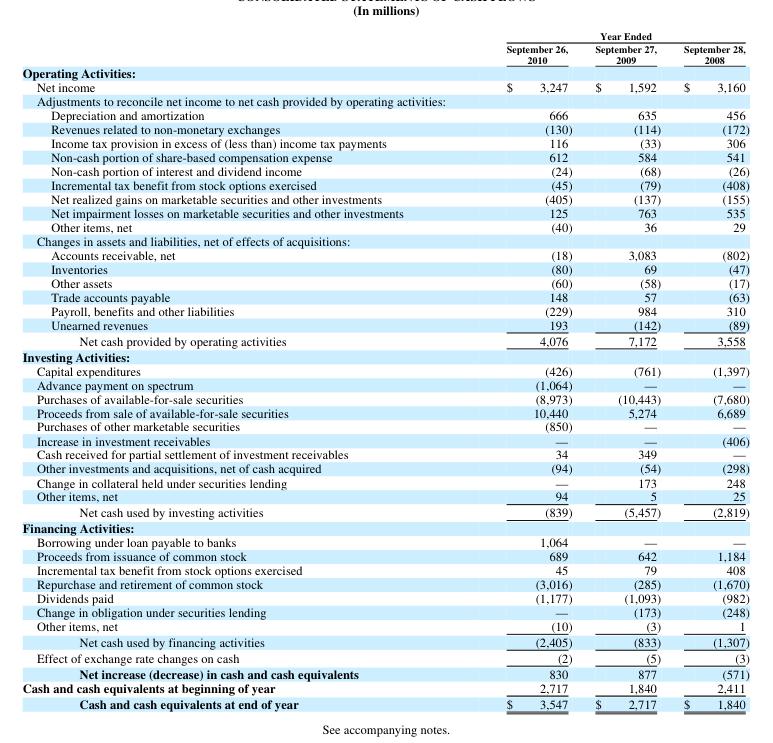 (In millions)
Year Ended
September 26, 2010 September 27, 2009 September 28, 2008
Operating Activities:
Net income $ 3,247 $ 1,592 $ 3,160
Adjustments to reconcile net income to net cash provided by operating activities:
Depreciation and amortization 666 635 456
Revenues related to non-monetary exchanges (130) (114) (172)
Income tax provision in excess of (less than) income tax payments 116 (33) 306
Non-cash portion of share-based compensation expense 612 584 541
Non-cash portion of interest and dividend income (24) (68) (26)
Incremental tax benefit from stock options exercised (45) (79) (408)
Net realized gains on marketable securities and other investments (405) (137) (155)
Net impairment losses on marketable securities and other investments 125 763 535
Other items, net (40) 36 29
Changes in assets and liabilities, net of effects of acquisitions:
Accounts receivable, net (18) 3,083 (802)
Inventories (80) 69 (47)
Other assets (60) (58) (17)
Trade accounts payable 148 57 (63)
Payroll, benefits and other liabilities (229) 984 310
Unearned revenues 193 (142) (89)
Net cash provided by operating activities 4,076 7,172 3,558
Investing Activities:
Capital expenditures (426) (761) (1,397)
Advance payment on spectrum (1,064) — —
Purchases of available-for-sale securities (8,973) (10,443) (7,680)
Proceeds from sale of available-for-sale securities 10,440 5,274 6,689
Purchases of other marketable securities (850) — —
Increase in investment receivables — — (406)
Cash received for partial settlement of investment receivables 34 349 —
Other investments and acquisitions, net of cash acquired (94) (54) (298)
Change in collateral held under securities lending — 173 248
Other items, net 94 5 25
Net cash used by investing activities (839) (5,457) (2,819)
Financing Activities:
Borrowing under loan payable to banks 1,064 — —
Proceeds from issuance of common stock 689 642 1,184
Incremental tax benefit from stock options exercised 45 79 408
Repurchase and retirement of common stock (3,016) (285) (1,670)
Dividends paid (1,177) (1,093) (982)
Change in obligation under securities lending — (173) (248)
Other items, net (10) (3) 1
Net cash used by financing activities (2,405) (833) (1,307)
Effect of exchange rate changes on cash (2) (5) (3)
Net increase (decrease) in cash and cash equivalents 830 877 (571)
Cash and cash equivalents at beginning of year 2,717 1,840 2,411
Cash and cash equivalents at end of year $ 3,547 $ 2,717 $ 1,840
See accompanying notes.